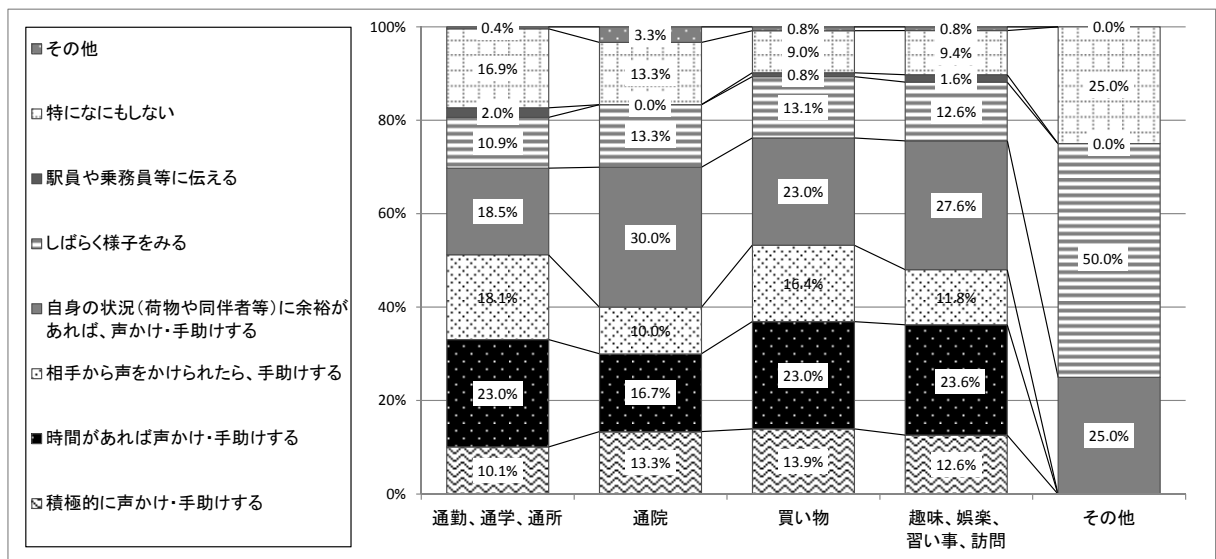 その他
特になにもしない
駅員や乗務員等に伝える
しばらく様子をみる
自身の状況（荷物や同伴者等）に余裕が
あれば、声かけ・手助けする
相手から声をかけられたら、手助けする
時間があれば声かけ・手助けする
積極的に声かけ・手助けする
100%
80%
60%
40%
20%
0%
0.4%
16.9%
2.0%
10.9%
18.5%
18.1%
23.0%
10.1%
3.3%
13.3%
0.0%
13.3%
30.0%
10.0%
16.7%
13.3%
0.8%
9.0%
0.8%
13.1%
23.0%
16.4%
23.0%
13.9%
0.8%
9.4%
1.6%
12.6%
27.6%
11.8%
23.6%
12.6%
0.0%
25.0%
0.0%
50.0%
25.0%
通勤、通学、通所
通院
買い物
趣味、娯楽、
習い事、訪問
その他